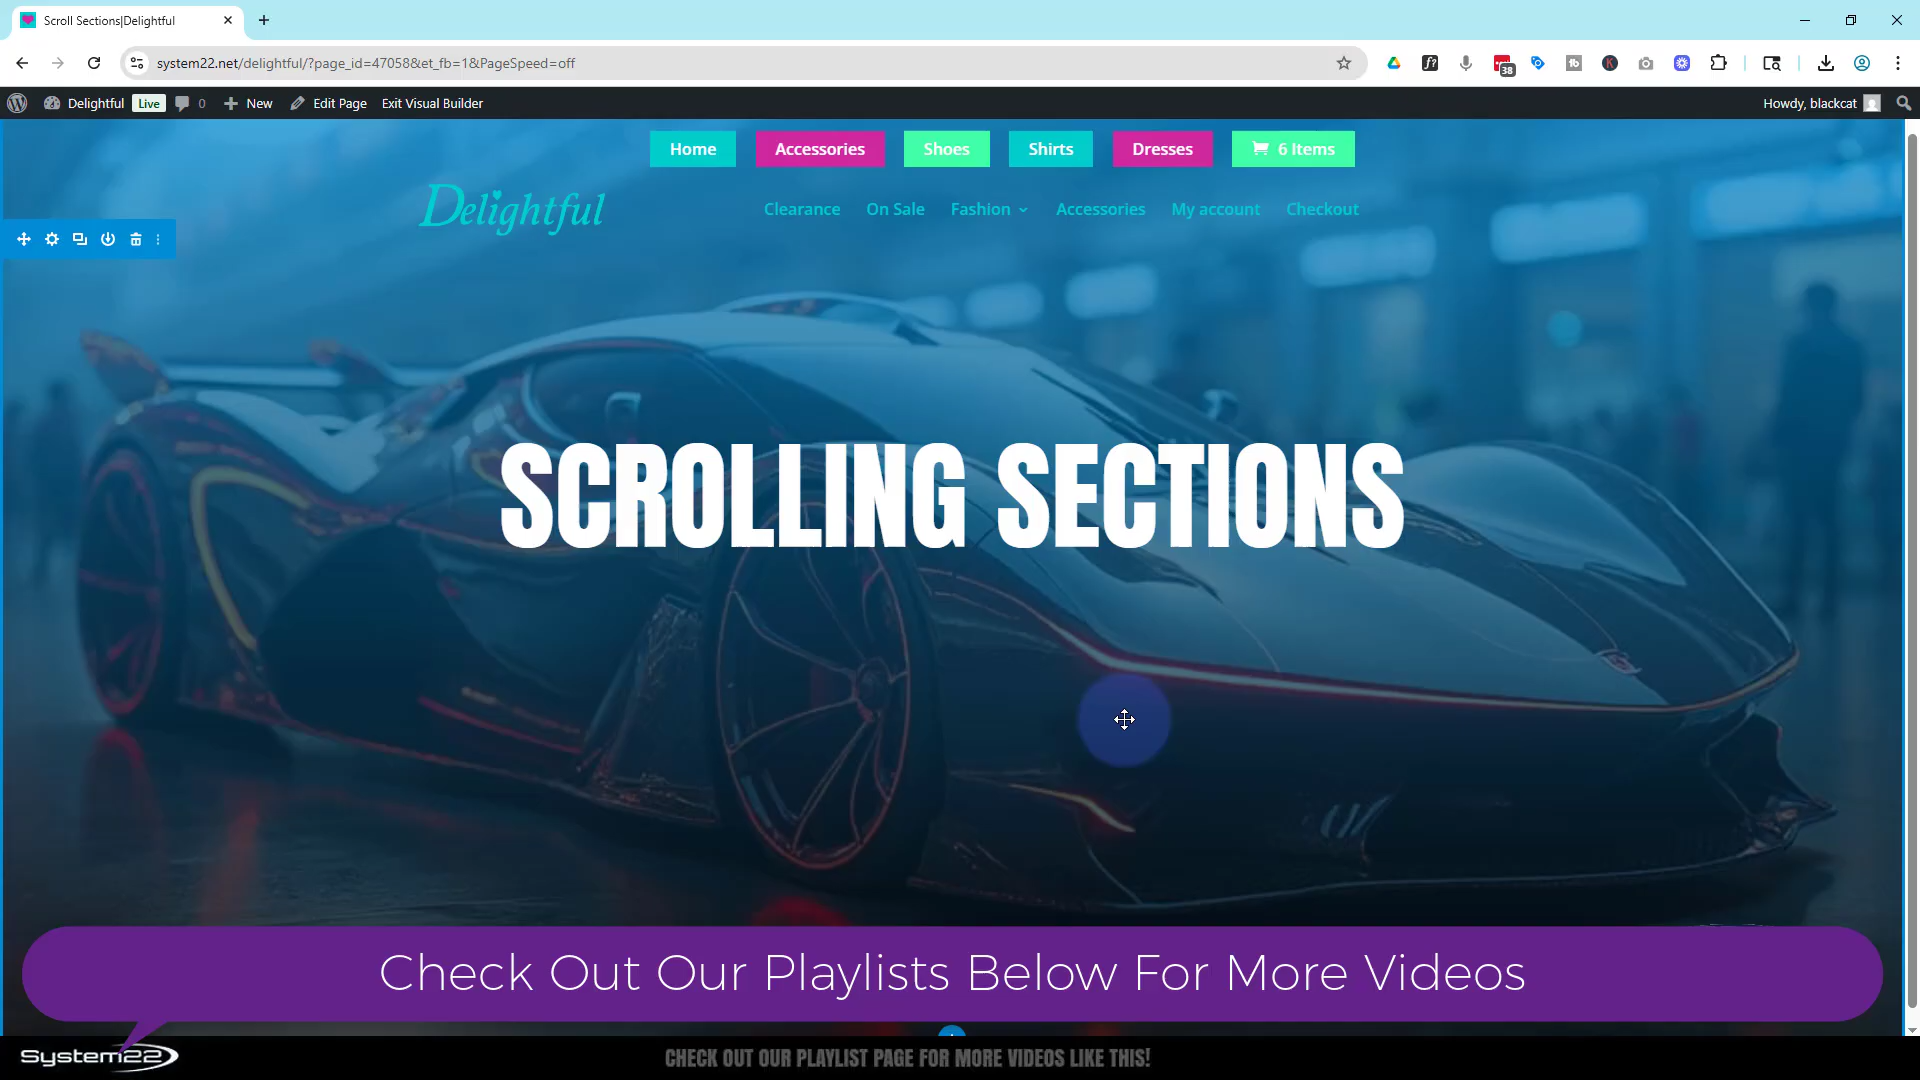 Scroll Sections|Delightful
system22.net/delightful/?page_id=47058&et_fb=1&PageSpeed=off
38
Delightful Live 0 New Edit Page Exit Visual Builder Howdy, blackcat
Home Accessories Shoes Shirts Dresses 6 Items
Delightful Clearance On Sale Fashion Accessories My account Checkout
SCROLLING SECTIONS
Check Out Our Playlists Below For More Videos
System22 CHECK OUT OUR PLAYLIST PAGE FOR MORE VIDEOS LIKE THIS!